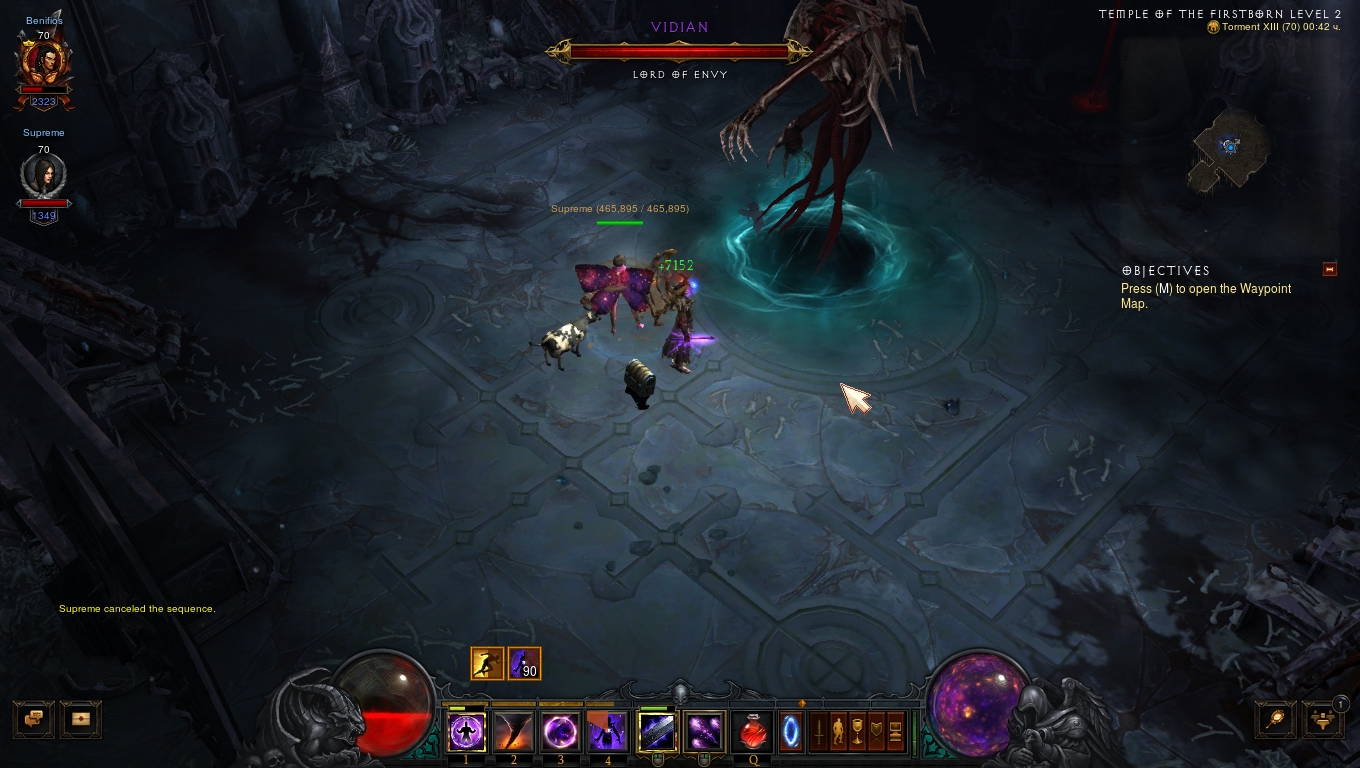 Benifios
70
2323
Supreme
70
1349
VIDIAN
LORD OF ENVY
TEMPLE OF THE FIRSTBORN LEVEL 2
Torment XIII (70) 00:42 ч.
Supreme (465,895 / 465,895)
+7152
OBJECTIVES
Press (M) to open the Waypoint
Map.
Supreme canceled the sequence.
90
1 2 3 4 Q
1